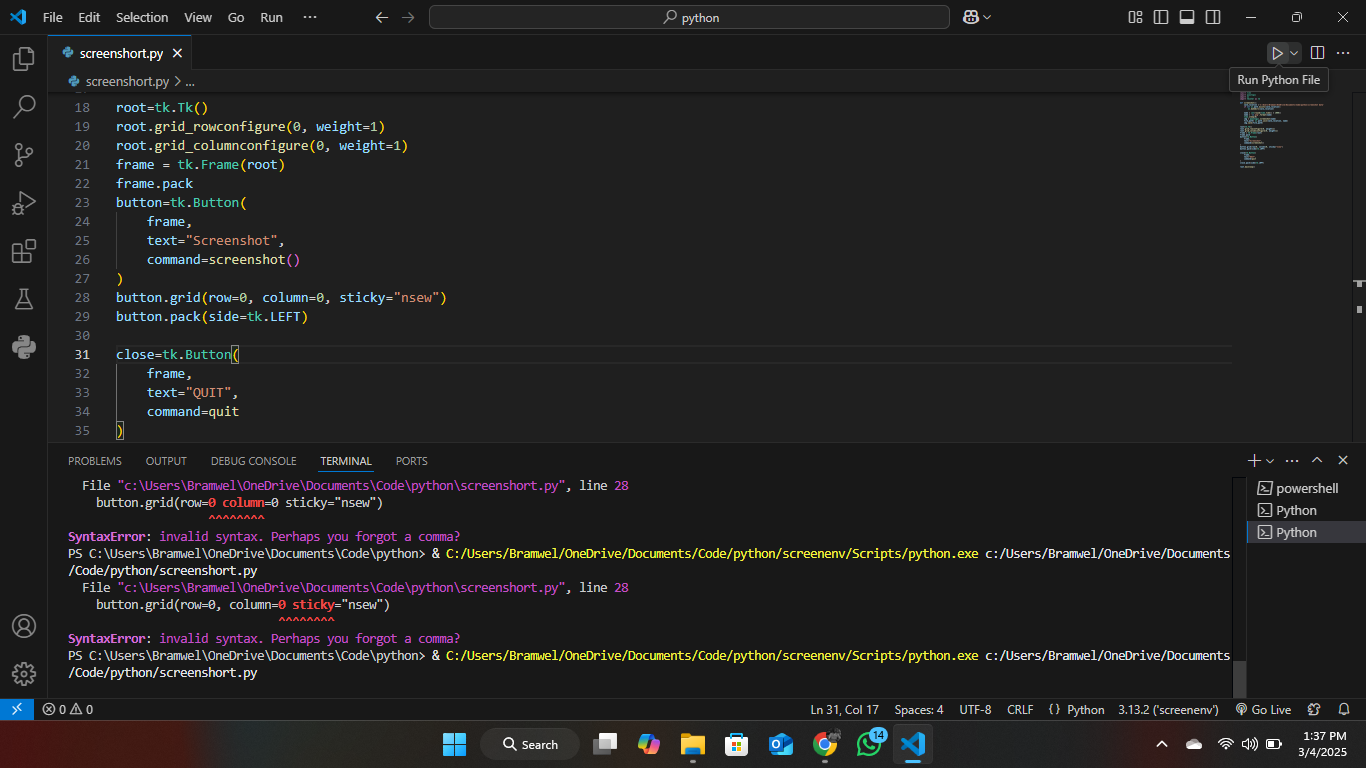 File Edit Selection View Go Run ··· python
screenshort.py
screenshort.py > ...
Run Python File
18 root=tk.Tk()
19 root.grid_rowconfigure(0, weight=1)
20 root.grid_columnconfigure(0, weight=1)
21 frame = tk.Frame(root)
22 frame.pack
23 button=tk.Button(
24 frame,
25 text="Screenshot",
26 command=screenshot()
27 )
28 button.grid(row=0, column=0, sticky="nsew")
29 button.pack(side=tk.LEFT)
30
31 close=tk.Button(
32 frame,
33 text="QUIT",
34 command=quit
35 )
PROBLEMS OUTPUT DEBUG CONSOLE TERMINAL PORTS
File "c:\Users\Bramwel\OneDrive\Documents\Code\python\screenshort.py", line 28
button.grid(row=0 column=0 sticky="nsew")
^^^^^^^^
SyntaxError: invalid syntax. Perhaps you forgot a comma?
PS C:\Users\Bramwel\OneDrive\Documents\Code\python> & C:/Users/Bramwel/OneDrive/Documents/Code/python/screenenv/Scripts/python.exe c:/Users/Bramwel/OneDrive/Documents
/Code/python/screenshort.py
File "c:\Users\Bramwel\OneDrive\Documents\Code\python\screenshort.py", line 28
button.grid(row=0, column=0 sticky="nsew")
^^^^^^^^
SyntaxError: invalid syntax. Perhaps you forgot a comma?
PS C:\Users\Bramwel\OneDrive\Documents\Code\python> & C:/Users/Bramwel/OneDrive/Documents/Code/python/screenenv/Scripts/python.exe c:/Users/Bramwel/OneDrive/Documents
/Code/python/screenshort.py
powershell
Python
Python
0 0 Ln 31, Col 17 Spaces: 4 UTF-8 CRLF {} Python 3.13.2 ('screenenv') Go Live
Search
14
1:37 PM
3/4/2025